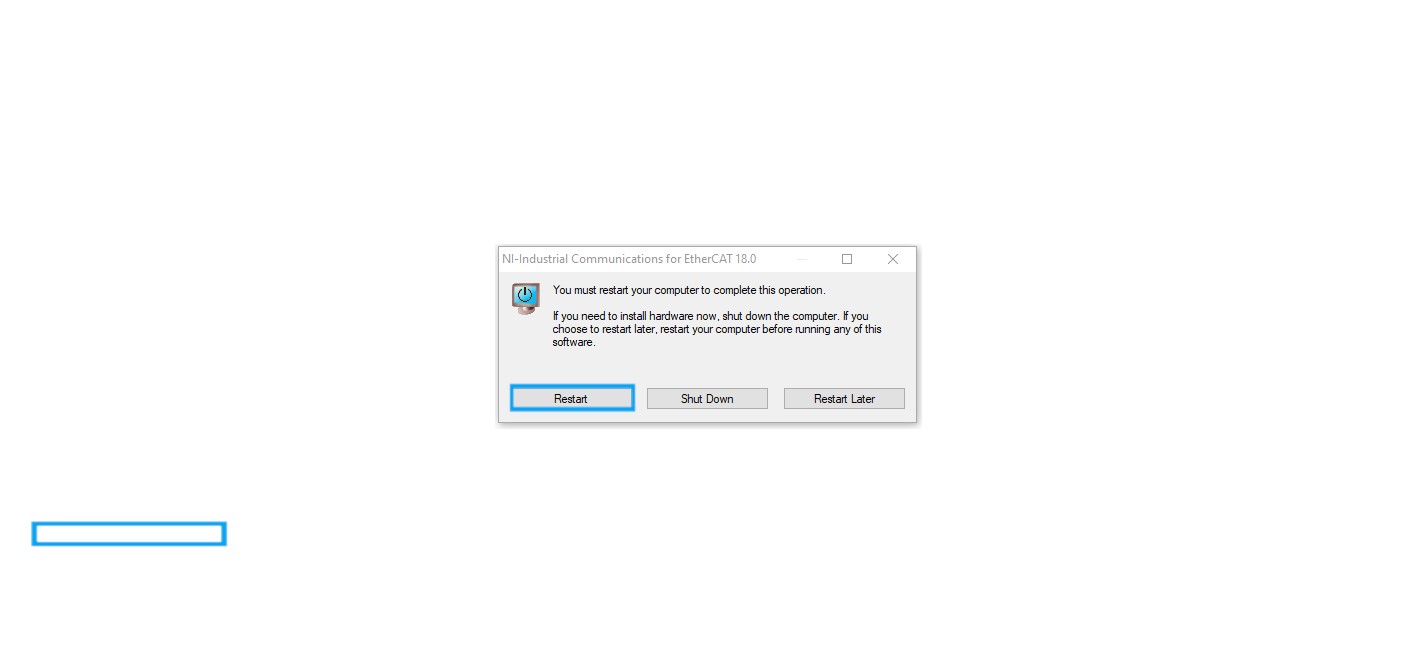 NI-Industrial Communications for EtherCAT 18.0
You must restart your computer to complete this operation.
If you need to install hardware now, shut down the computer. If you
choose to restart later, restart your computer before running any of this
software.
Restart
Shut Down
Restart Later